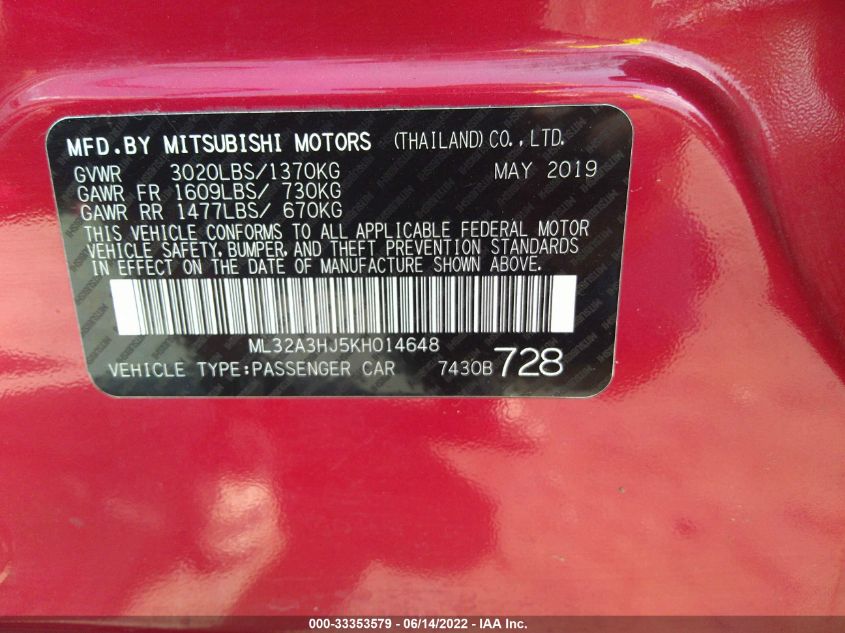 MFD.BY MITSUBISHI MOTORS (THAILAND) CO., LTD.
GVWR 3020LBS/1370KG MAY 2019
GAWR FR 1609LBS/ 730KG
GAWR RR 1477LBS/ 670KG
THIS VEHICLE CONFORMS TO ALL APPLICABLE FEDERAL MOTOR
VEHICLE SAFETY, BUMPER, AND THEFT PREVENTION STANDARDS
IN EFFECT ON THE DATE OF MANUFACTURE SHOWN ABOVE.
ML32A3HJ5KH014648
VEHICLE TYPE:PASSENGER CAR 7430B 728
000-33353579 - 06/14/2022 - IAA Inc.